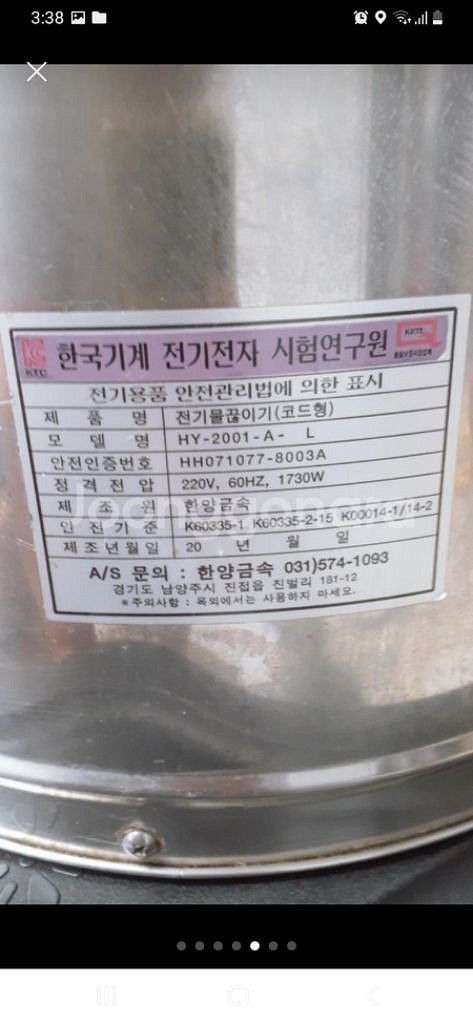 3:38
KTC 한국기계 전기전자 시험연구원 KETI
전기용품 안전관리법에 의한 표시
제 품 명 전기물끓이기(코드형)
모 델 명 HY-2001-A- L
안전인증번호 HH071077-8003A
정 격 전 압 220V, 60HZ, 1730W
제 조 원 한양금속
안 전 기 준 K60335-1, K60335-2-15, K00014-1/14-2
제조년월일 20 년 월 일
A/S 문의 : 한양금속 031)574-1093
경기도 남양주시 진접읍 진벌리 181-12
※주의사항 : 옥외에서는 사용하지 마세요.
Joonggonara